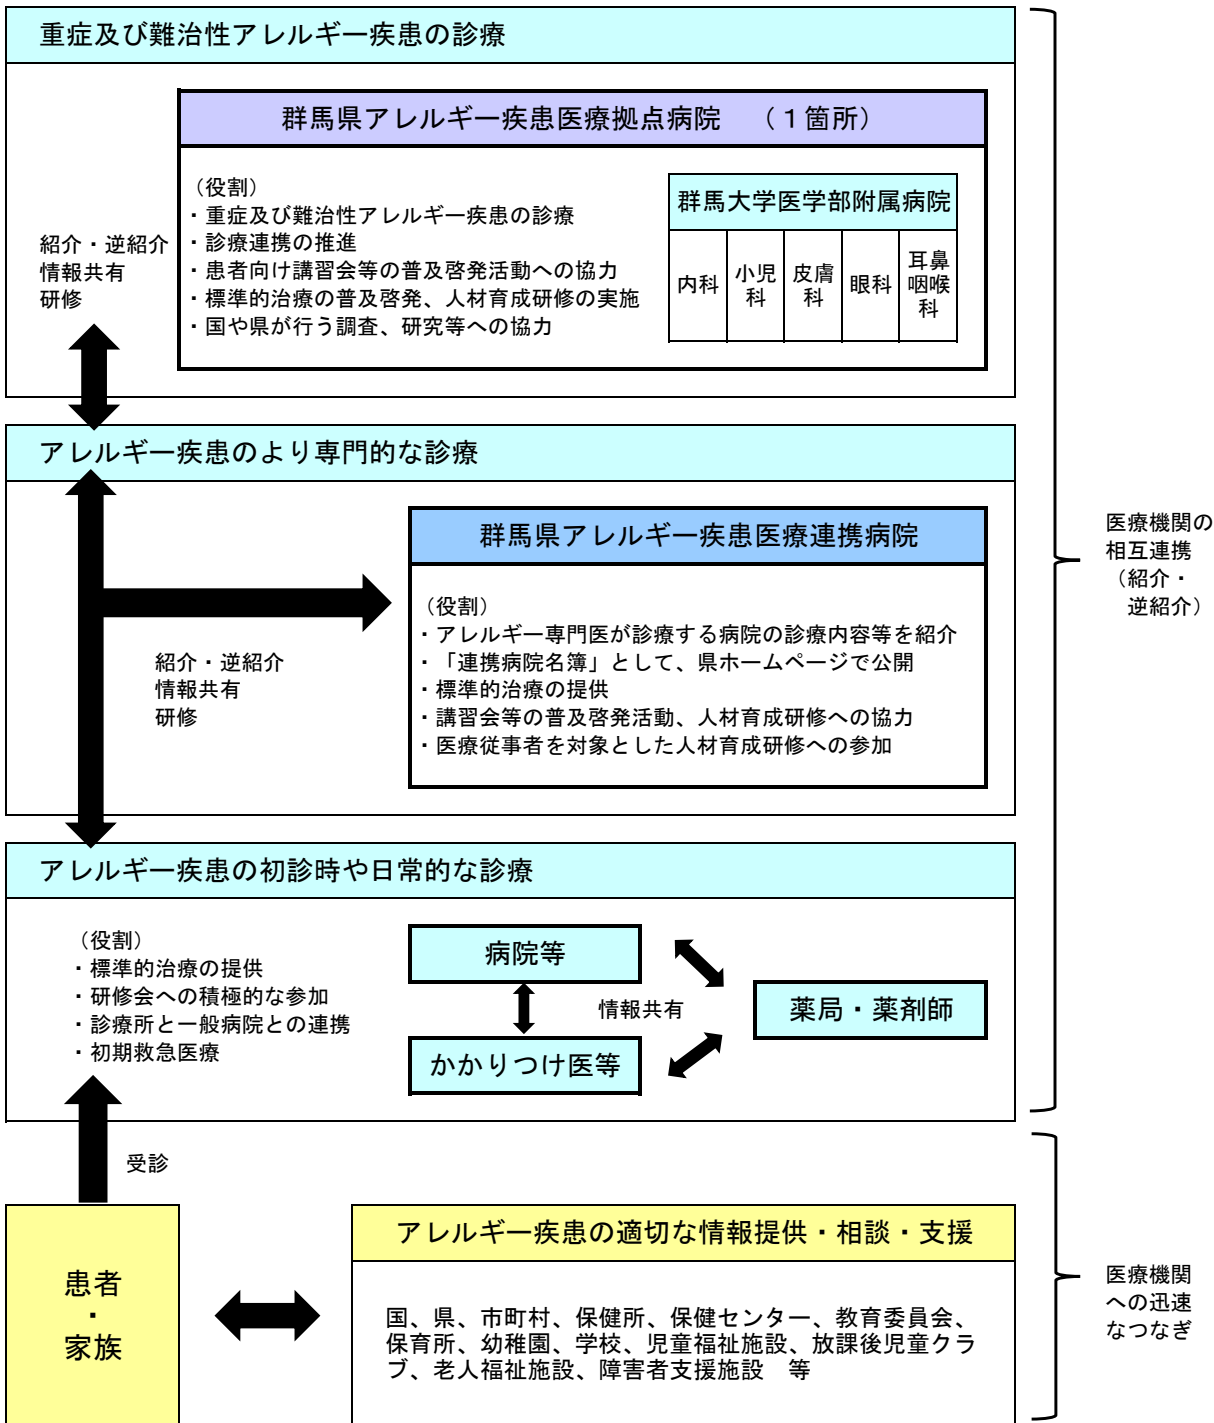 重症及び難治性アレルギー疾患の診療
群馬県アレルギー疾患医療拠点病院　（１箇所）
（役割）
・重症及び難治性アレルギー疾患の診療
・診療連携の推進
・患者向け講習会等の普及啓発活動への協力
・標準的治療の普及啓発、人材育成研修の実施
・国や県が行う調査、研究等への協力
群馬大学医学部附属病院
内科
小児
科
皮膚
科
眼科
耳鼻
咽喉
科
紹介・逆紹介
情報共有
研修
アレルギー疾患のより専門的な診療
群馬県アレルギー疾患医療連携病院
（役割）
・アレルギー専門医が診療する病院の診療内容等を紹介
・「連携病院名簿」として、県ホームページで公開
・標準的治療の提供
・講習会等の普及啓発活動、人材育成研修への協力
・医療従事者を対象とした人材育成研修への参加
紹介・逆紹介
情報共有
研修
医療機関の
相互連携
（紹介・
逆紹介）
アレルギー疾患の初診時や日常的な診療
（役割）
・標準的治療の提供
・研修会への積極的な参加
・診療所と一般病院との連携
・初期救急医療
病院等
情報共有
かかりつけ医等
薬局・薬剤師
受診
患者
・
家族
アレルギー疾患の適切な情報提供・相談・支援
国、県、市町村、保健所、保健センター、教育委員会、
保育所、幼稚園、学校、児童福祉施設、放課後児童クラ
ブ、老人福祉施設、障害者支援施設　等
医療機関
への迅速
なつなぎ